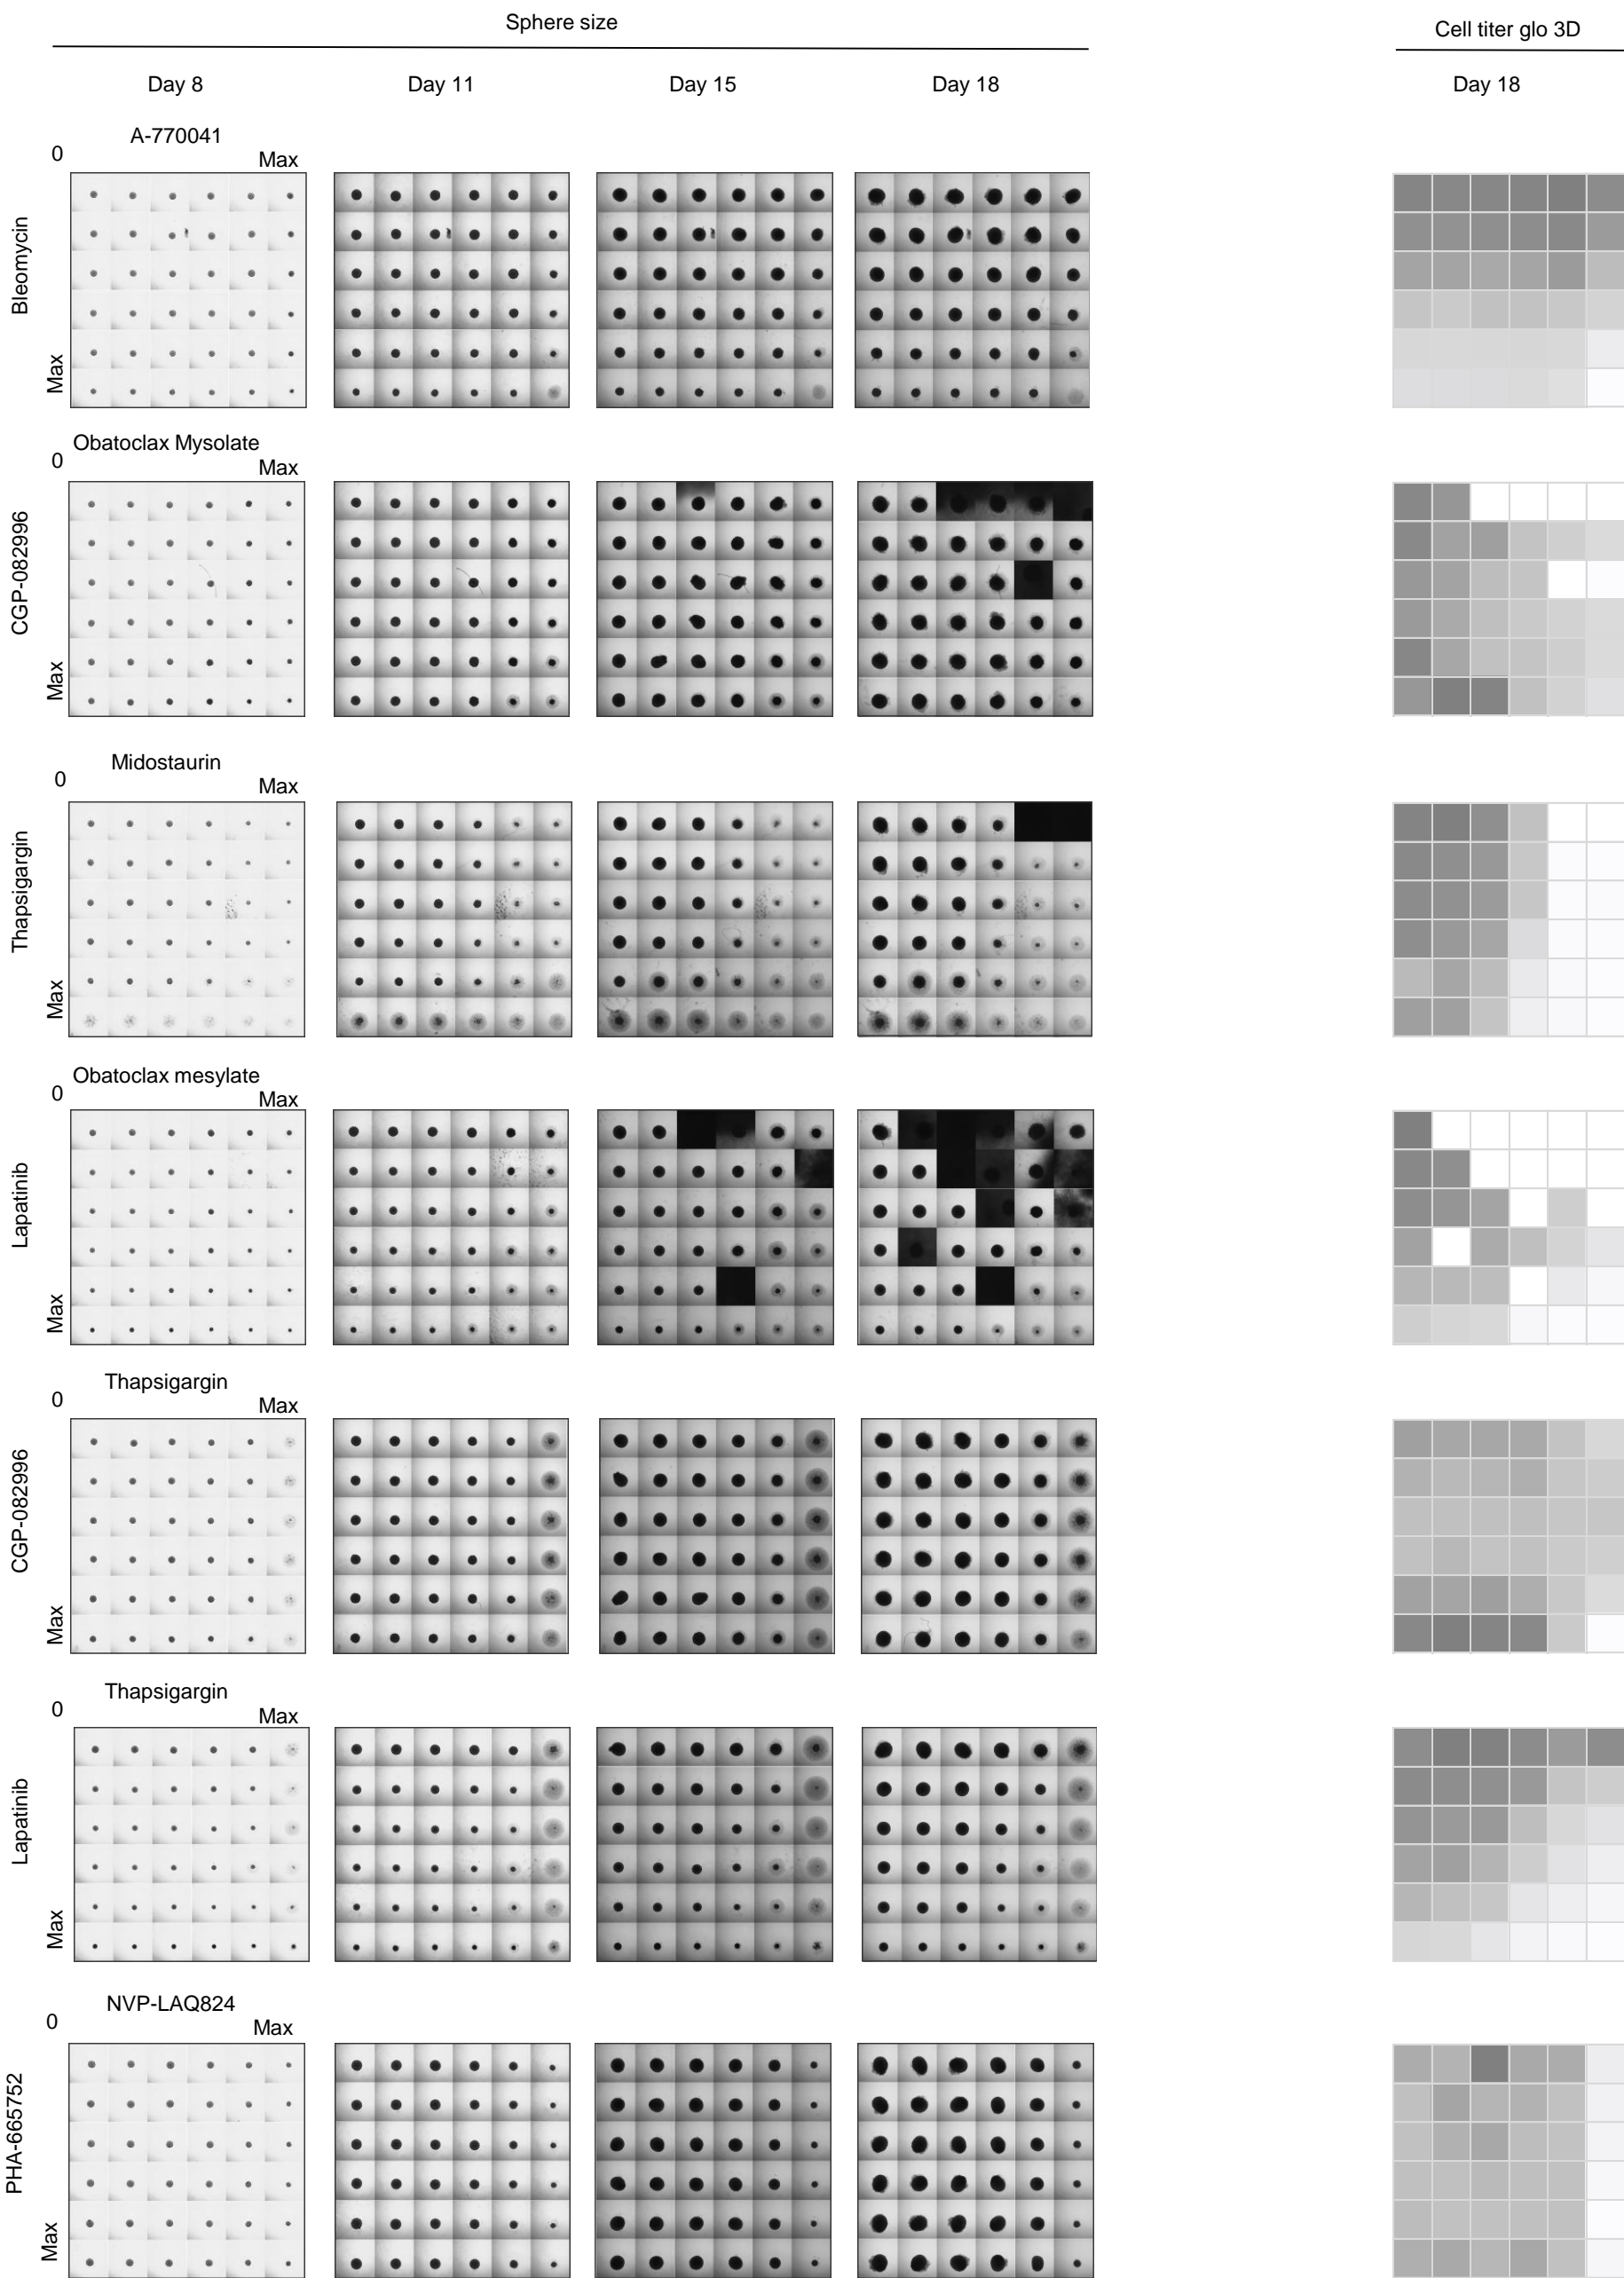 Sphere size
Cell titer glo 3D
Day 8
Day 11
Day 15
Day 18
Day 18
A-770041
0
Max
Bleomycin
Max
Obatoclax Mysolate
0
Max
CGP-082996
Max
Midostaurin
0
Max
Thapsigargin
Max
Obatoclax mesylate
0
Max
Lapatinib
Max
Thapsigargin
0
Max
CGP-082996
Max
Thapsigargin
0
Max
Lapatinib
Max
NVP-LAQ824
0
Max
PHA-665752
Max